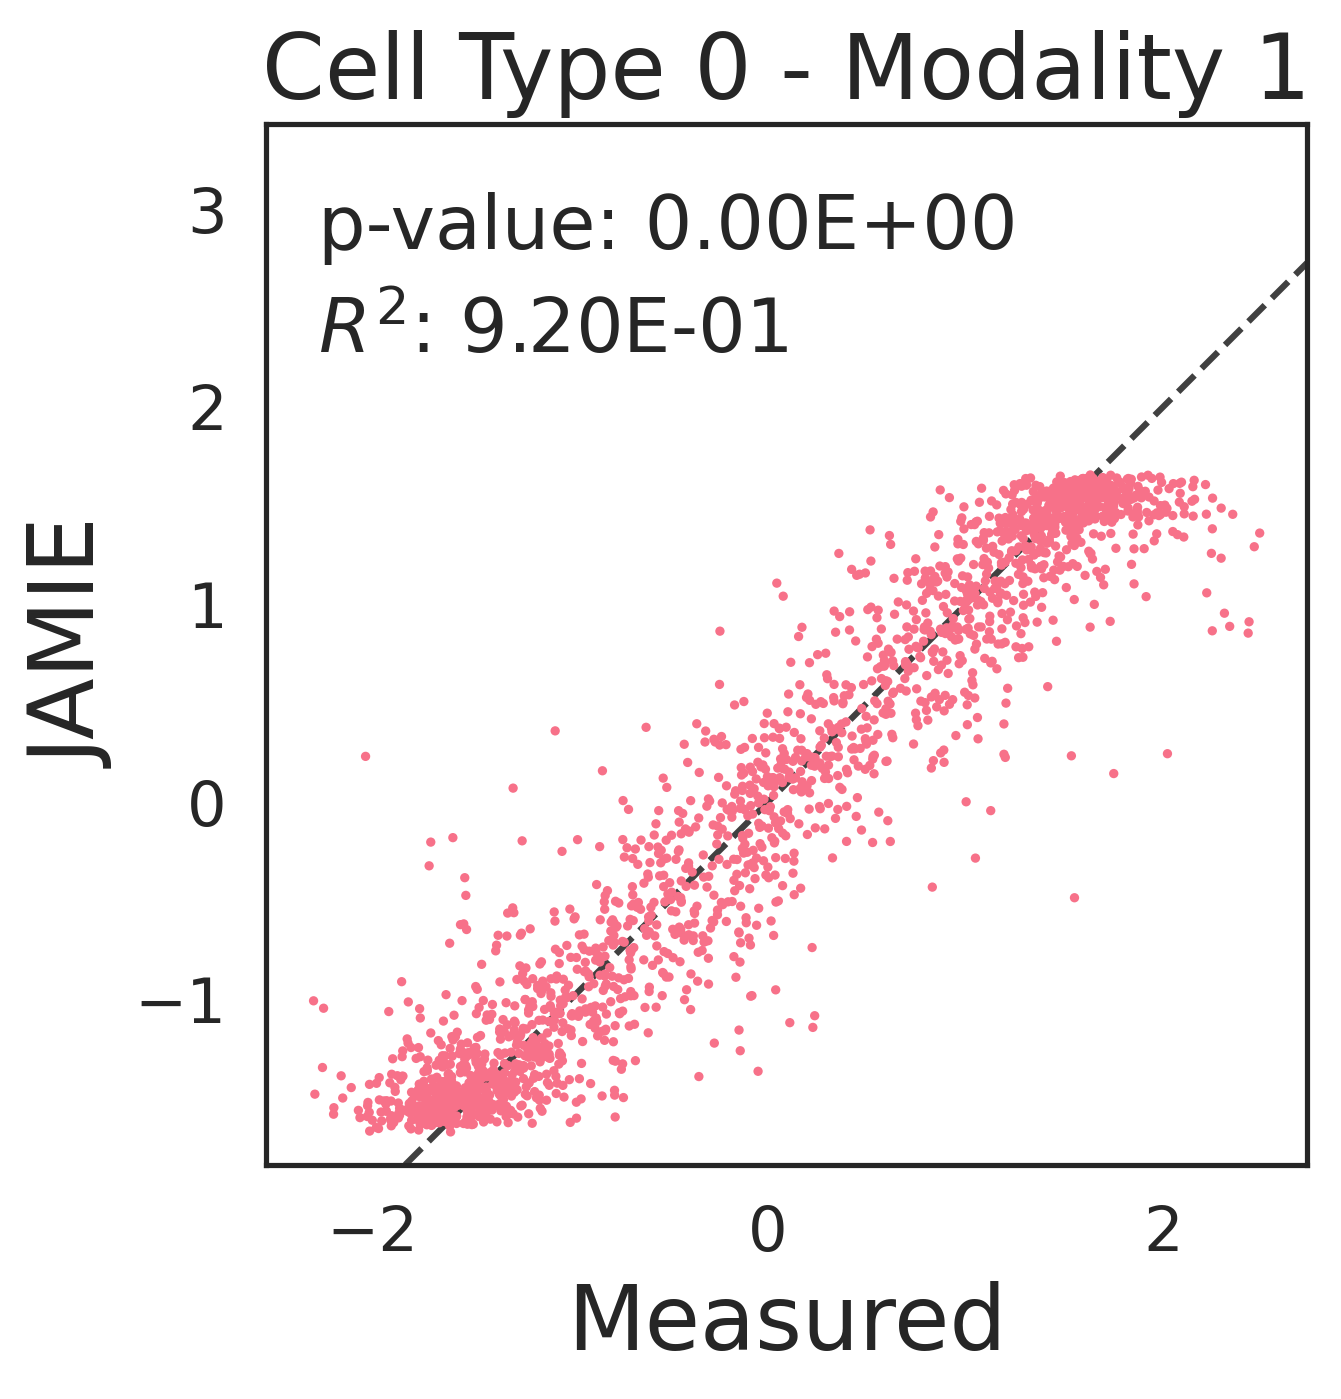 Cell Type 0 - Modality 1
p-value: 0.00E+00
R²: 9.20E-01
3
2
1
0
−1
JAMIE
−2 0 2
Measured